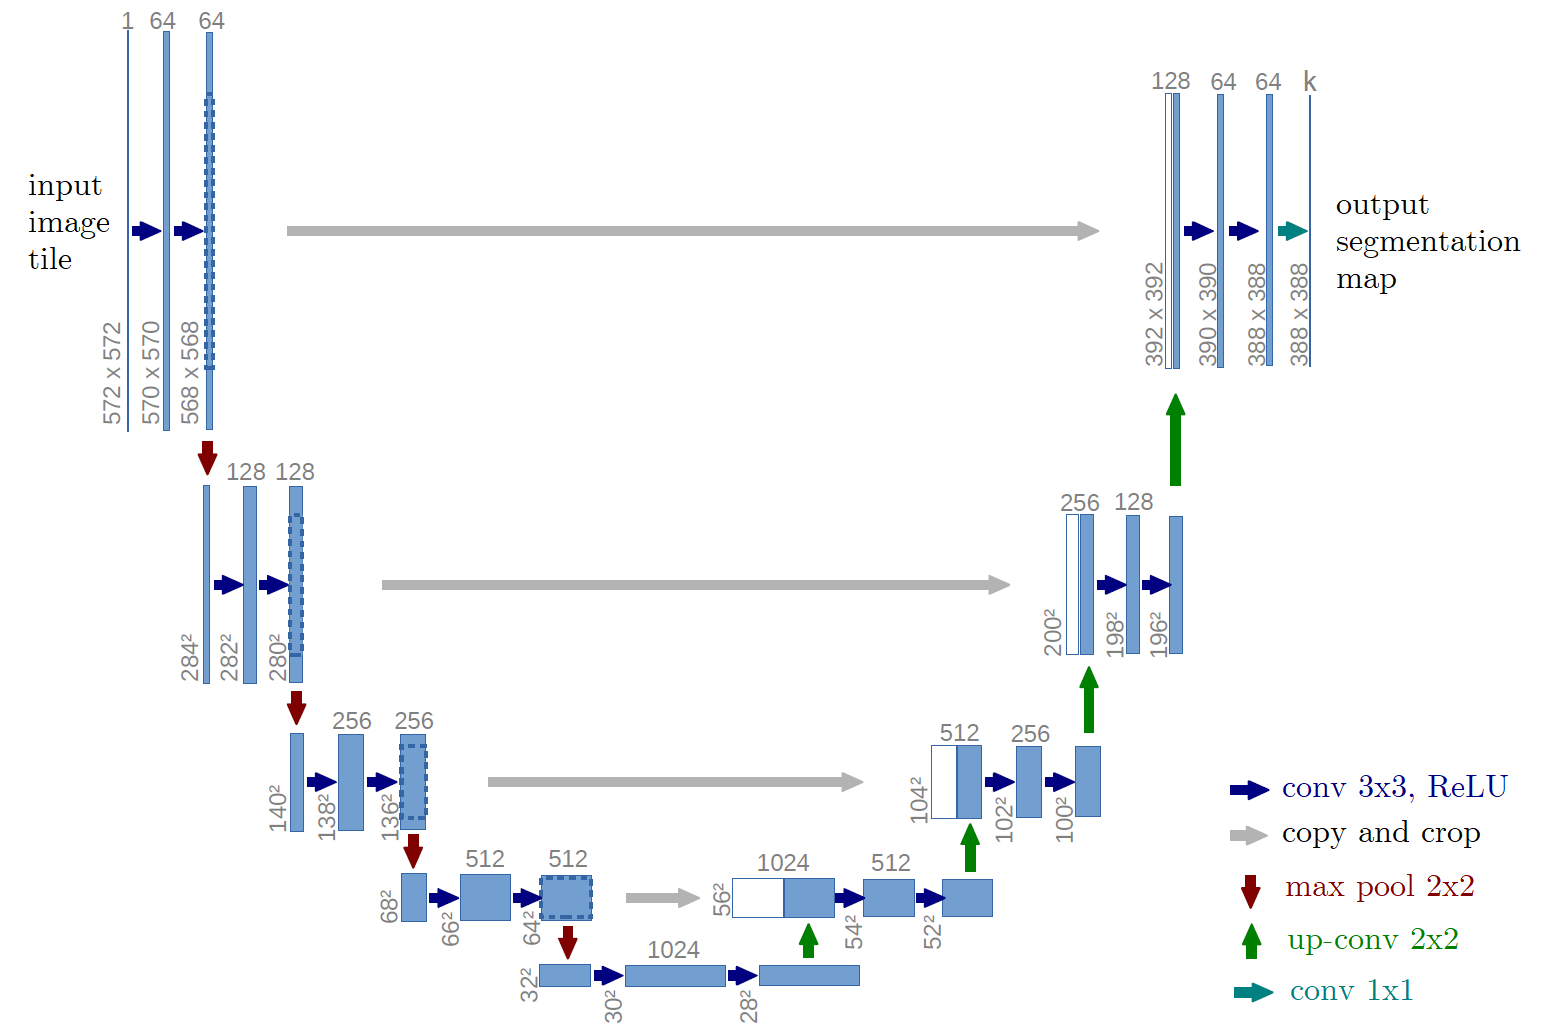 1 64 64
input
image
tile
572 x 572
570 x 570
568 x 568
128 64 64 k
output
segmentation
map
392 x 392
390 x 390
388 x 388
388 x 388
128 128
284²
282²
280²
256 128
200²
198²
196²
256 256
140²
138²
136²
512 256
104²
102²
100²
512 512
68²
66²
64²
1024 512
56²
54²
52²
1024
32²
30²
28²
conv 3x3, ReLU
copy and crop
max pool 2x2
up-conv 2x2
conv 1x1